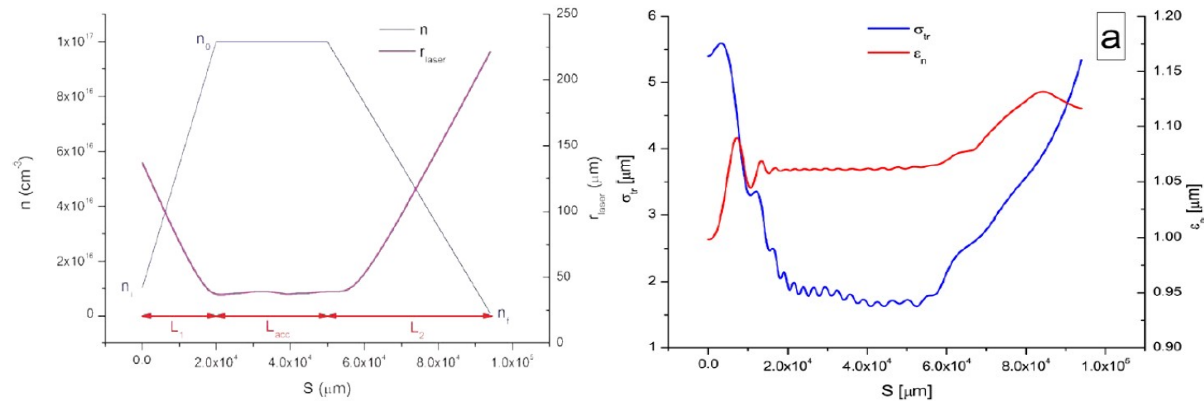 250
n
r_laser
n_0
1x10^17
8x10^16
6x10^16
4x10^16
2x10^16
0
n (cm^-3)
200
150
100
50
0
r_laser (μm)
n_i
n_f
L_1
L_acc
L_2
0.0
2.0x10^4
4.0x10^4
6.0x10^4
8.0x10^4
1.0x10^5
S (μm)
6
5
4
3
2
1
σ_tr [μm]
σ_tr
ε_n
a
1.20
1.15
1.10
1.05
1.00
0.95
0.90
ε_n [μm]
0.0
2.0x10^4
4.0x10^4
6.0x10^4
8.0x10^4
1.0x10^5
S [μm]